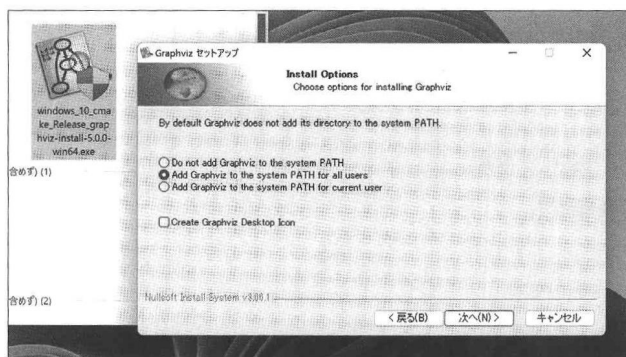 windows_10_cma
ke_Release_grap
hviz-install-5.0.0-
win64.exe
含めず) (1)
含めず) (2)
Graphviz セットアップ
Install Options
Choose options for installing Graphviz
By default Graphviz does not add its directory to the system PATH.
Do not add Graphviz to the system PATH
Add Graphviz to the system PATH for all users
Add Graphviz to the system PATH for current user
Create Graphviz Desktop Icon
Nullsoft Install System v3.06.1
< 戻る(B)
次へ(N) >
キャンセル